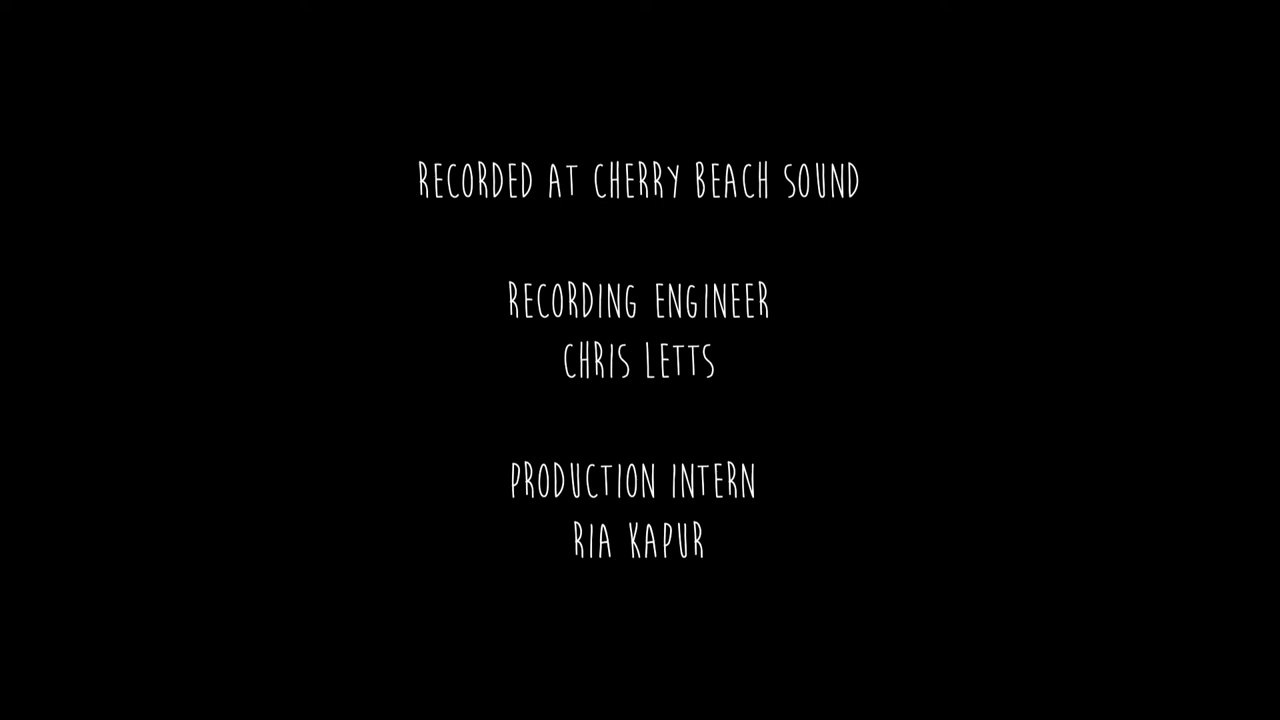 RECORDED AT CHERRY BEACH SOUND
RECORDING ENGINEER
CHRIS LETTS
PRODUCTION INTERN
RIA KAPUR